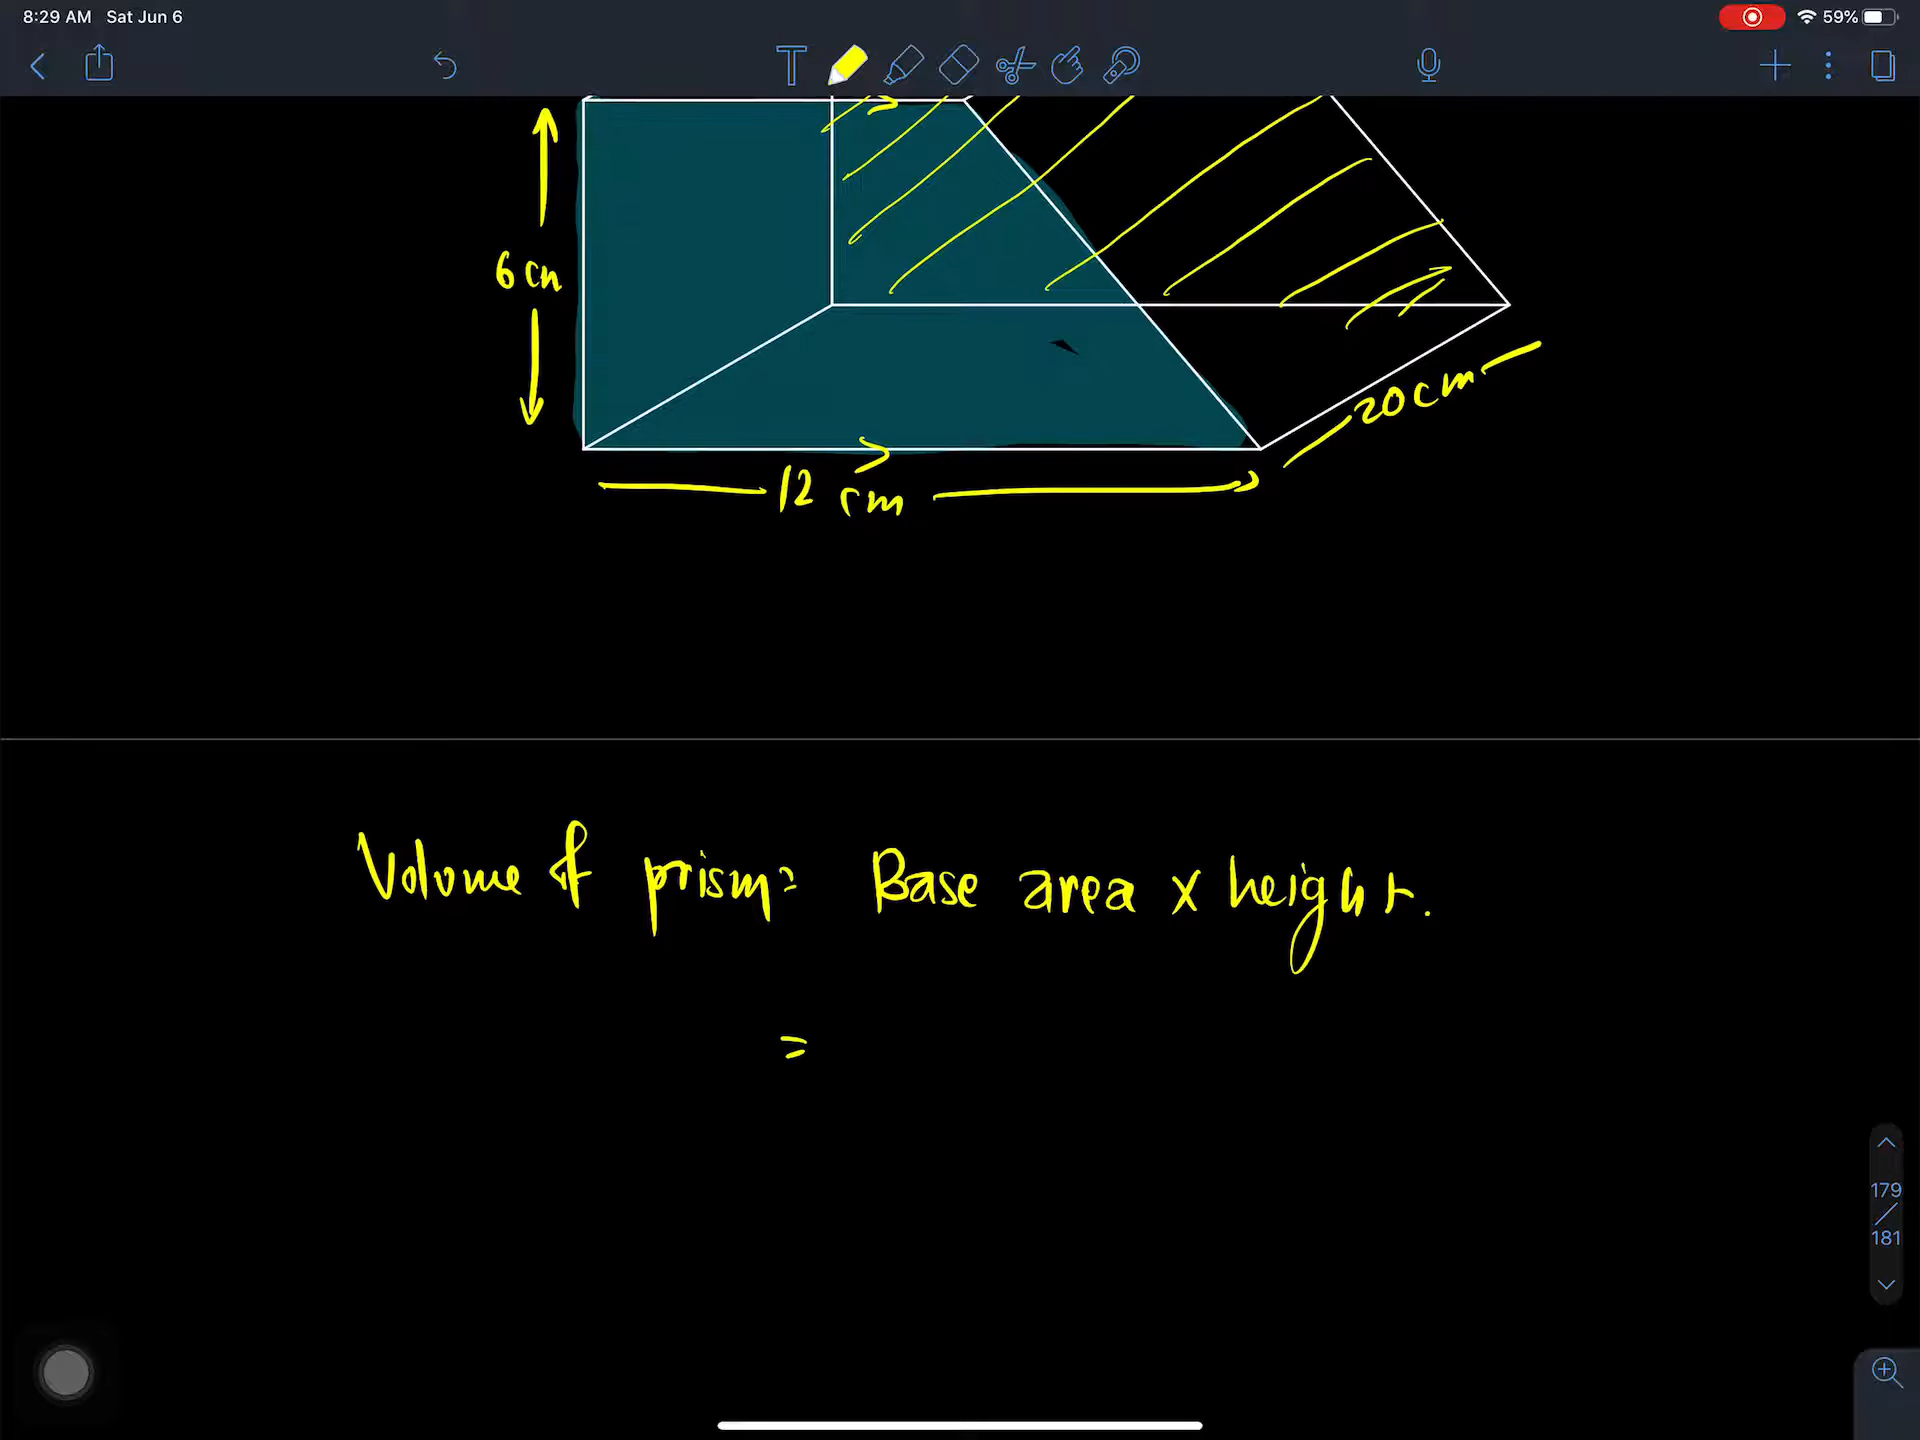 8:29 AM Sat Jun 6
59%
6 cm
20cm
12 cm
Volume of prism= Base area x height.
=
179
/
181